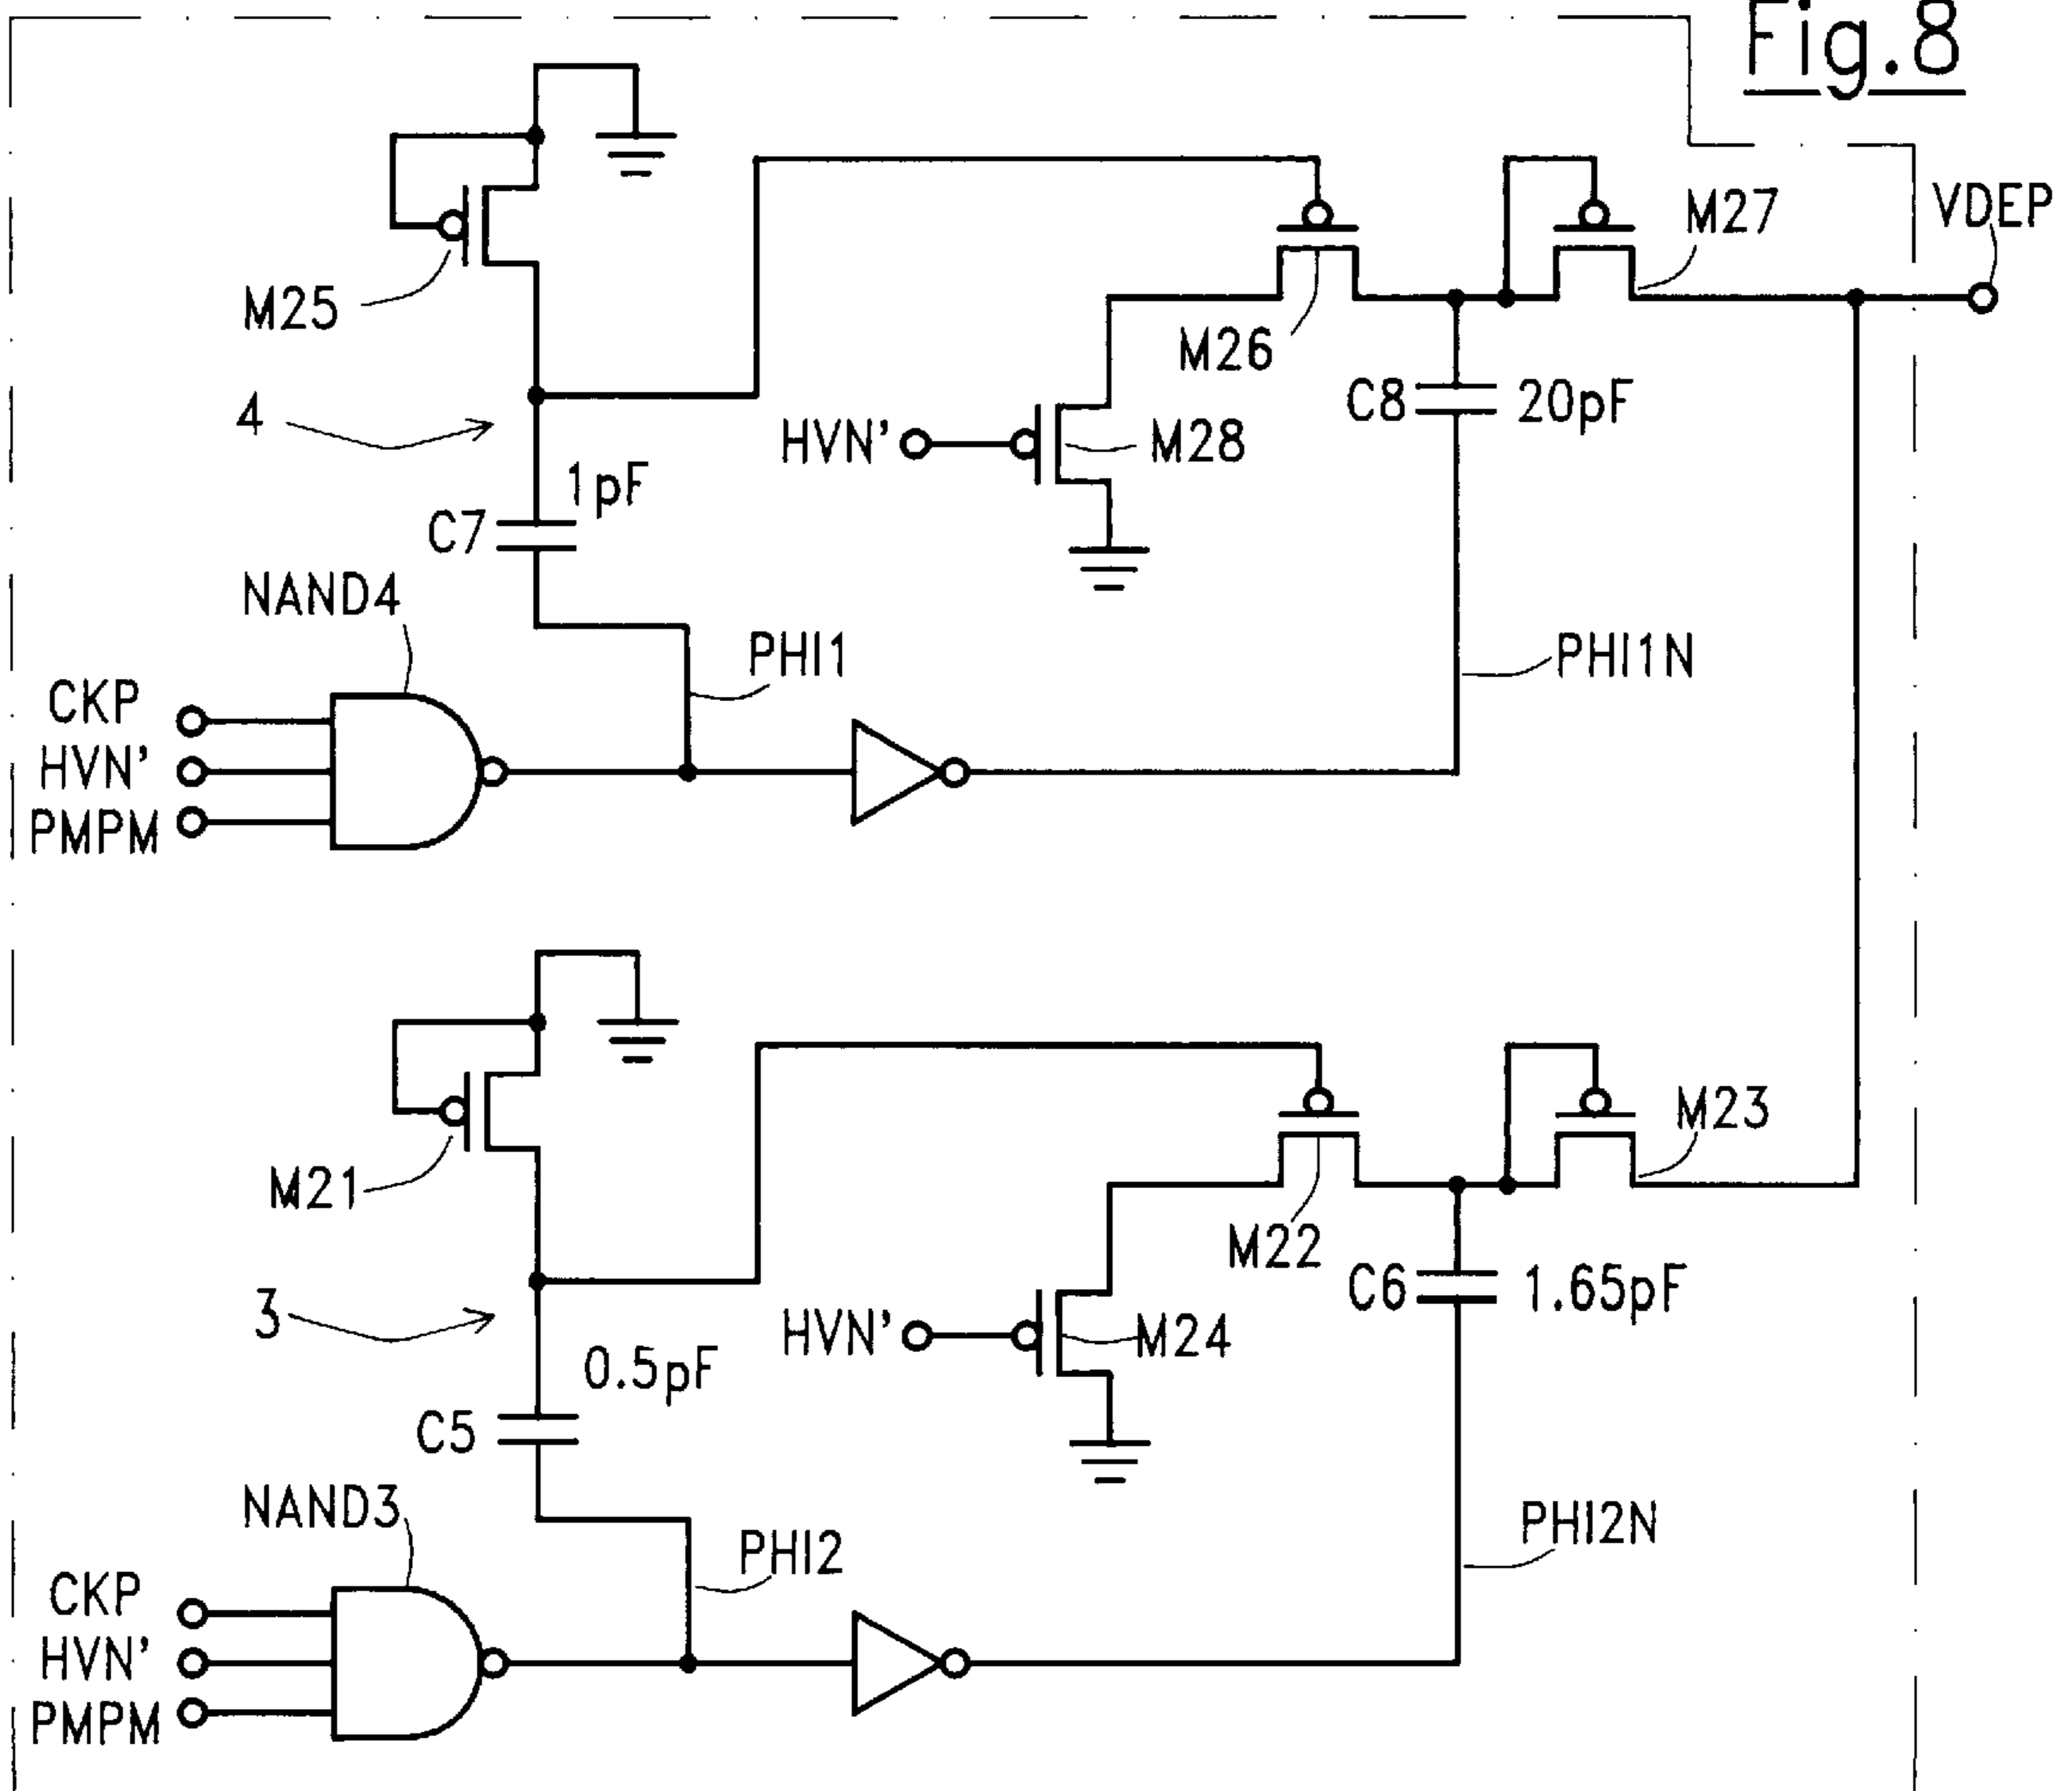 Fig.8
VDEP
M27
M25
M26
4
HVN'
M28
C8 20pF
1pF
C7
NAND4
PHI1
PHI1N
CKP
HVN'
PMPM
M23
M21
M22
3
HVN'
M24
C6 1.65pF
0.5pF
C5
NAND3
PHI2
PHI2N
CKP
HVN'
PMPM